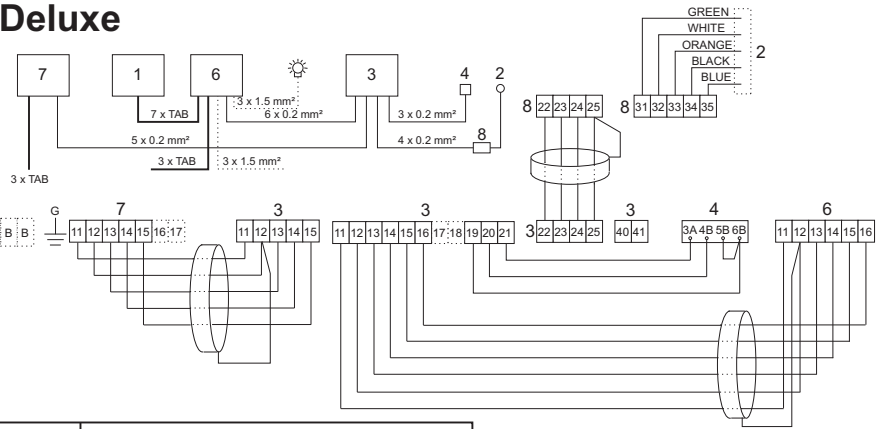 Deluxe
GREEN
WHITE
ORANGE
BLACK
BLUE
2
7 1 6 3 4 2
3 x 1.5 mm²
7 x TAB 6 x 0.2 mm² 3 x 0.2 mm²
8 22 23 24 25 8 31 32 33 34 35
5 x 0.2 mm² 4 x 0.2 mm² 8
3 x TAB 3 x 1.5 mm²
3 x TAB
G 7 3 3 3 4 6
B B 11 12 13 14 15 16 17 11 12 13 14 15 11 12 13 14 15 16 17 18 19 20 21 3 22 23 24 25 40 41 3A 4B 5B 6B 11 12 13 14 15 16